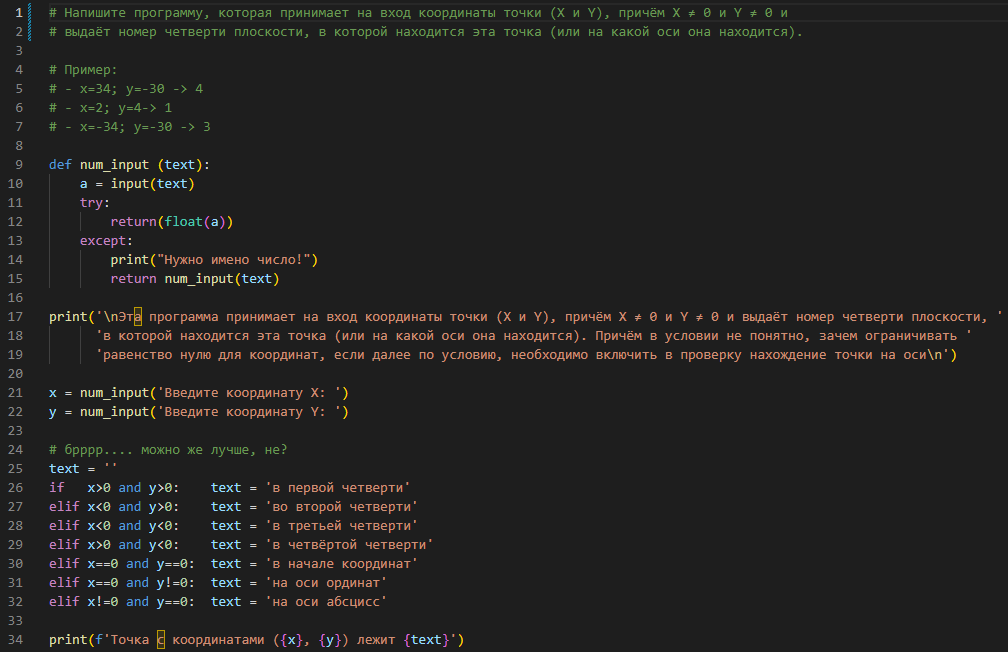 1 # Напишите программу, которая принимает на вход координаты точки (X и Y), причём X ≠ 0 и Y ≠ 0 и
2 # выдаёт номер четверти плоскости, в которой находится эта точка (или на какой оси она находится).
3
4 # Пример:
5 # - x=34; y=-30 -> 4
6 # - x=2; y=4-> 1
7 # - x=-34; y=-30 -> 3
8
9 def num_input (text):
10     a = input(text)
11     try:
12         return(float(a))
13     except:
14         print("Нужно имено число!")
15         return num_input(text)
16
17 print('\nЭта программа принимает на вход координаты точки (X и Y), причём X ≠ 0 и Y ≠ 0 и выдаёт номер четверти плоскости, '
18       'в которой находится эта точка (или на какой оси она находится). Причём в условии не понятно, зачем ограничивать '
19       'равенство нулю для координат, если далее по условию, необходимо включить в проверку нахождение точки на оси\n')
20
21 x = num_input('Введите координату X: ')
22 y = num_input('Введите координату Y: ')
23
24 # брррр.... можно же лучше, не?
25 text = ''
26 if   x>0 and y>0:    text = 'в первой четверти'
27 elif x<0 and y>0:    text = 'во второй четверти'
28 elif x<0 and y<0:    text = 'в третьей четверти'
29 elif x>0 and y<0:    text = 'в четвёртой четверти'
30 elif x==0 and y==0:  text = 'в начале координат'
31 elif x==0 and y!=0:  text = 'на оси ординат'
32 elif x!=0 and y==0:  text = 'на оси абсцисс'
33
34 print(f'Точка с координатами ({x}, {y}) лежит {text}')